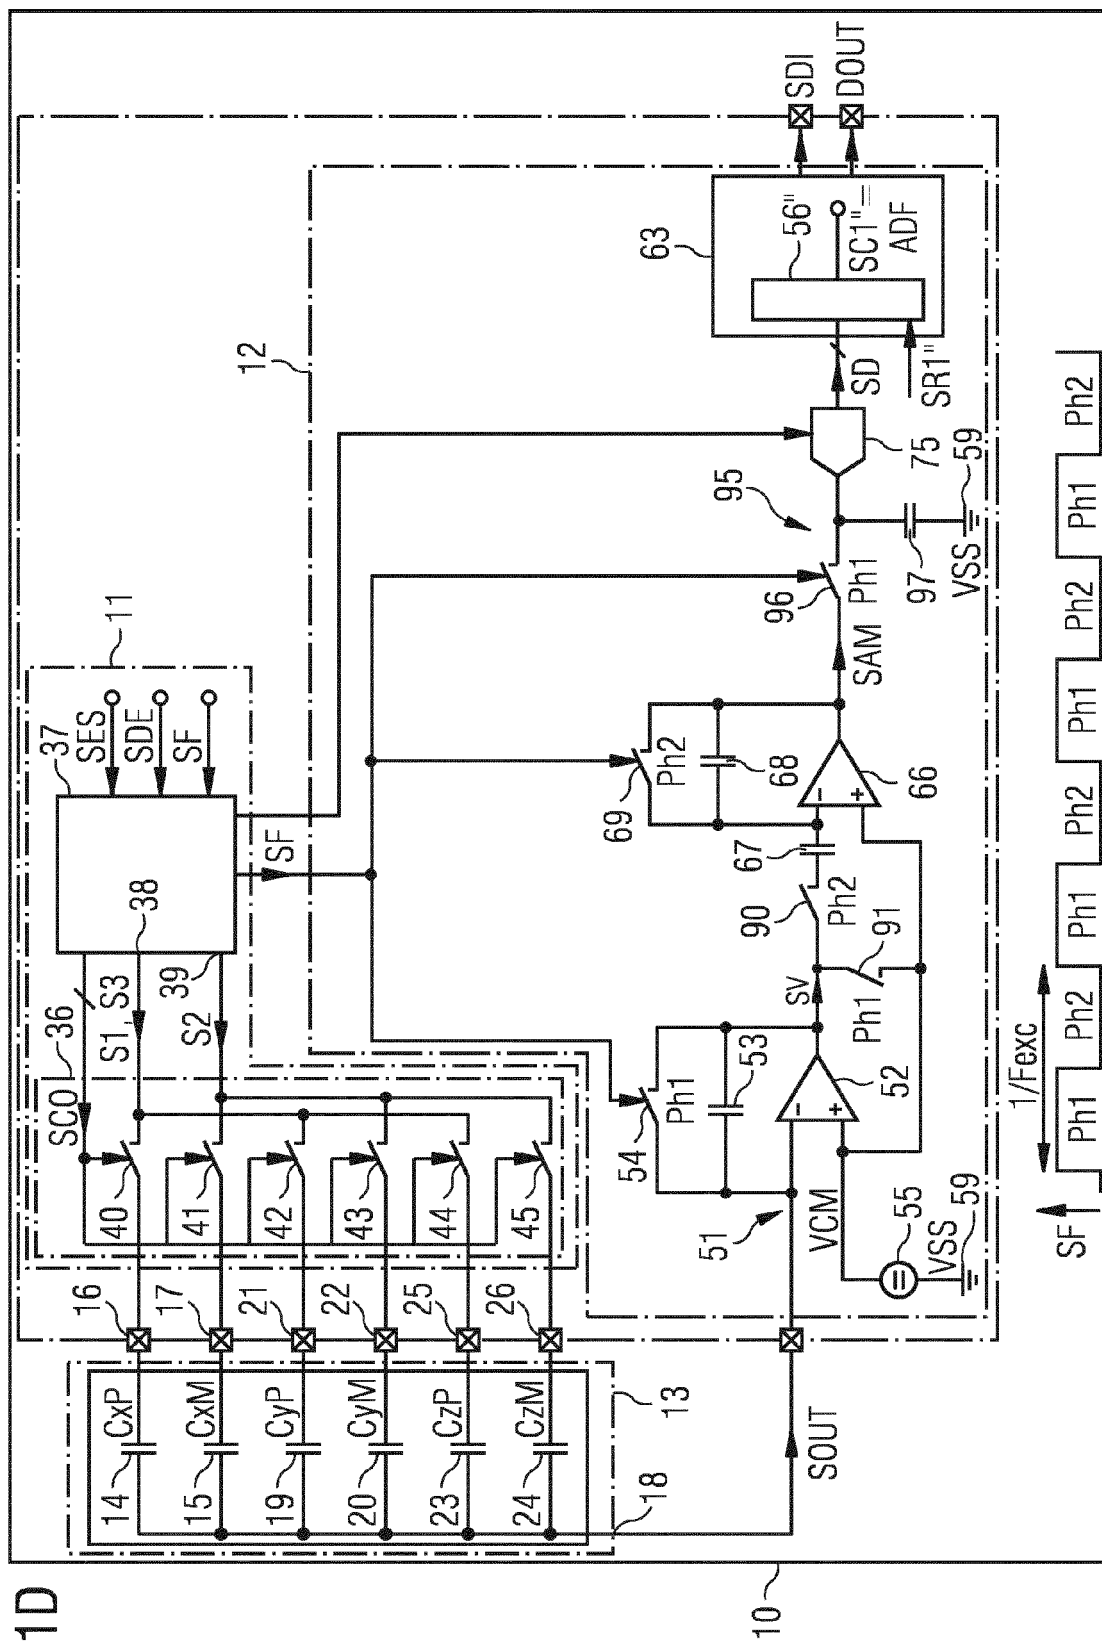 1D
10
13
CxP
14
CxM
15
CyP
19
CyM
20
CzP
23
CzM
24
18
SOUT
16
17
21
22
25
26
36
SCO
S1, S3
S2
40
41
42
43
44
45
11
37
38
39
SES
SDE
SF
SF
12
51
54
Ph1
53
52
VCM
55
VSS
59
SV
Ph1
91
90
Ph2
67
69
Ph2
68
66
SAM
96
Ph1
95
97
VSS
59
75
SD
SR1'''
63
56'''
SC1'''=
ADF
SDI
DOUT
SF
1/Fexc
Ph1
Ph2
Ph1
Ph2
Ph1
Ph2
Ph1
Ph2